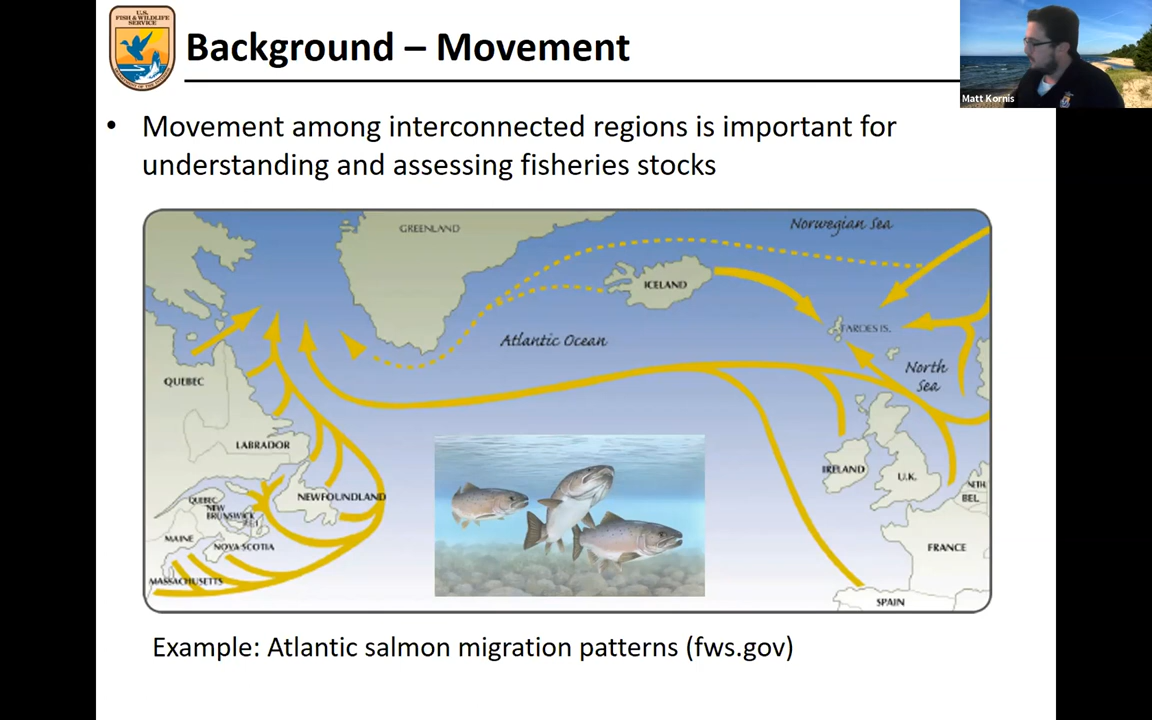 U.S.
FISH & WILDLIFE
SERVICE
Background – Movement
Matt Kornis
• Movement among interconnected regions is important for
understanding and assessing fisheries stocks
GREENLAND
Norwegian Sea
ICELAND
FAROES IS.
Atlantic Ocean
North
Sea
QUEBEC
LABRADOR
IRELAND
U.K.
NETH
BEL.
NEWFOUNDLAND
QUEBEC
NEW
BRUNSWICK
P.E.I
MAINE
NOVA SCOTIA
FRANCE
MASSACHUSETTS
SPAIN
Example: Atlantic salmon migration patterns (fws.gov)